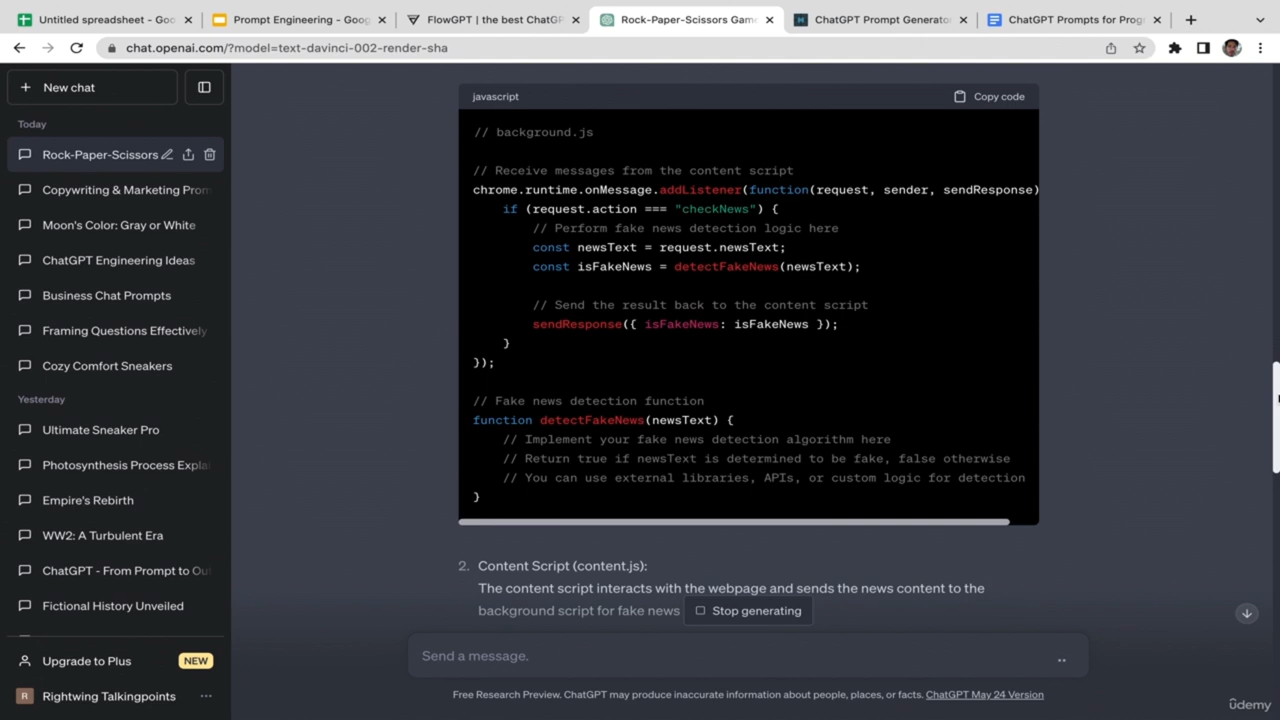 Untitled spreadsheet - Goo
Prompt Engineering - Goog
FlowGPT | the best ChatGP
Rock-Paper-Scissors Game
ChatGPT Prompt Generato
ChatGPT Prompts for Prog
chat.openai.com/?model=text-davinci-002-render-sha
New chat
Today
Rock-Paper-Scissors
Copywriting & Marketing Prom
Moon's Color: Gray or White
ChatGPT Engineering Ideas
Business Chat Prompts
Framing Questions Effectively
Cozy Comfort Sneakers
Yesterday
Ultimate Sneaker Pro
Photosynthesis Process Expla
Empire's Rebirth
WW2: A Turbulent Era
ChatGPT - From Prompt to Ou
Fictional History Unveiled
Upgrade to Plus
NEW
R
Rightwing Talkingpoints
javascript
Copy code
// background.js
// Receive messages from the content script
chrome.runtime.onMessage.addListener(function(request, sender, sendResponse)
if (request.action === "checkNews") {
// Perform fake news detection logic here
const newsText = request.newsText;
const isFakeNews = detectFakeNews(newsText);
// Send the result back to the content script
sendResponse({ isFakeNews: isFakeNews });
}
});
// Fake news detection function
function detectFakeNews(newsText) {
// Implement your fake news detection algorithm here
// Return true if newsText is determined to be fake, false otherwise
// You can use external libraries, APIs, or custom logic for detection
}
2. Content Script (content.js):
The content script interacts with the webpage and sends the news content to the
background script for fake news
Stop generating
Send a message.
Free Research Preview. ChatGPT may produce inaccurate information about people, places, or facts. ChatGPT May 24 Version
ûdemy